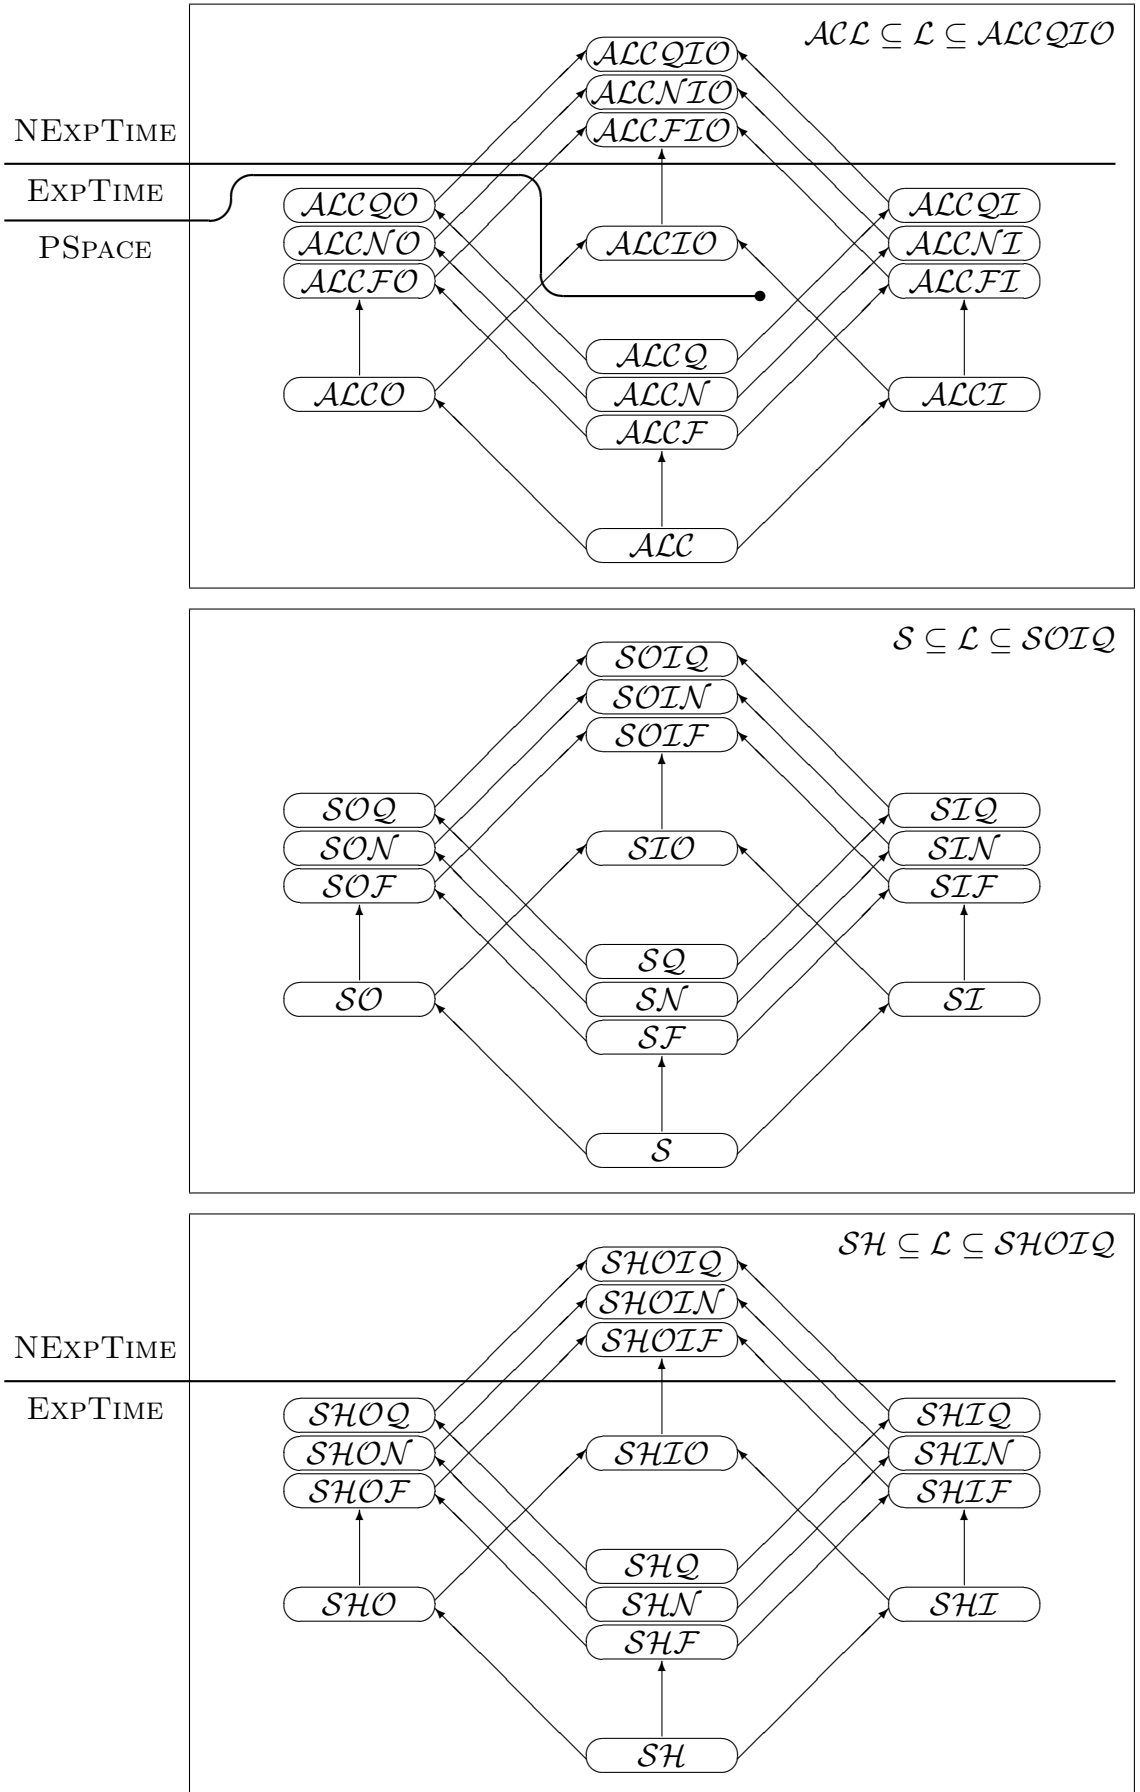 𝒜𝒞ℒ ⊆ ℒ ⊆ 𝒜ℒ𝒞𝒬ℐ𝒪
𝒜ℒ𝒞𝒬ℐ𝒪
𝒜ℒ𝒞𝒩ℐ𝒪
NExpTime
𝒜ℒ𝒞ℱℐ𝒪
ExpTime
𝒜ℒ𝒞𝒬𝒪 𝒜ℒ𝒞𝒬ℐ
PSpace
𝒜ℒ𝒞𝒩𝒪 𝒜ℒ𝒞ℐ𝒪 𝒜ℒ𝒞𝒩ℐ
𝒜ℒ𝒞ℱ𝒪 𝒜ℒ𝒞ℱℐ
𝒜ℒ𝒞𝒬
𝒜ℒ𝒞𝒪 𝒜ℒ𝒞𝒩 𝒜ℒ𝒞ℐ
𝒜ℒ𝒞ℱ
𝒜ℒ𝒞
𝒮 ⊆ ℒ ⊆ 𝒮𝒪ℐ𝒬
𝒮𝒪ℐ𝒬
𝒮𝒪ℐ𝒩
𝒮𝒪ℐℱ
𝒮𝒪𝒬 𝒮ℐ𝒬
𝒮𝒪𝒩 𝒮ℐ𝒪 𝒮ℐ𝒩
𝒮𝒪ℱ 𝒮ℐℱ
𝒮𝒬
𝒮𝒪 𝒮𝒩 𝒮ℐ
𝒮ℱ
𝒮
𝒮ℋ ⊆ ℒ ⊆ 𝒮ℋ𝒪ℐ𝒬
𝒮ℋ𝒪ℐ𝒬
𝒮ℋ𝒪ℐ𝒩
NExpTime
𝒮ℋ𝒪ℐℱ
ExpTime
𝒮ℋ𝒪𝒬 𝒮ℋℐ𝒬
𝒮ℋ𝒪𝒩 𝒮ℋℐ𝒪 𝒮ℋℐ𝒩
𝒮ℋ𝒪ℱ 𝒮ℋℐℱ
𝒮ℋ𝒬
𝒮ℋ𝒪 𝒮ℋ𝒩 𝒮ℋℐ
𝒮ℋℱ
𝒮ℋ